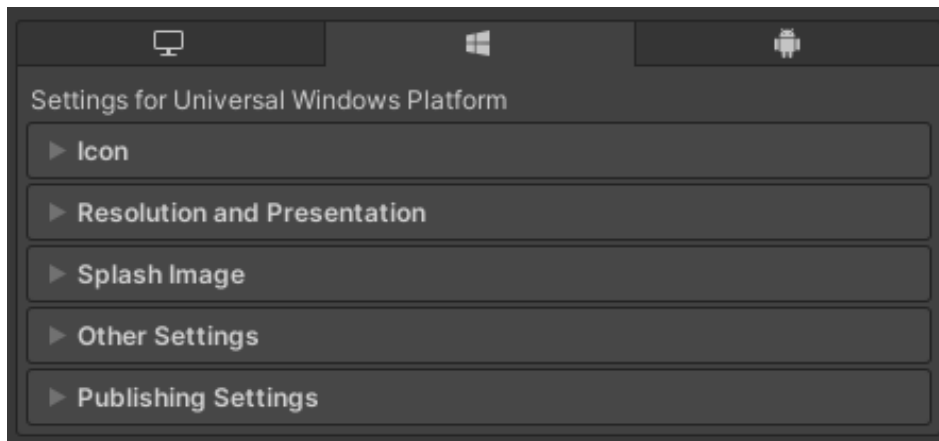 Settings for Universal Windows Platform
Icon
Resolution and Presentation
Splash Image
Other Settings
Publishing Settings